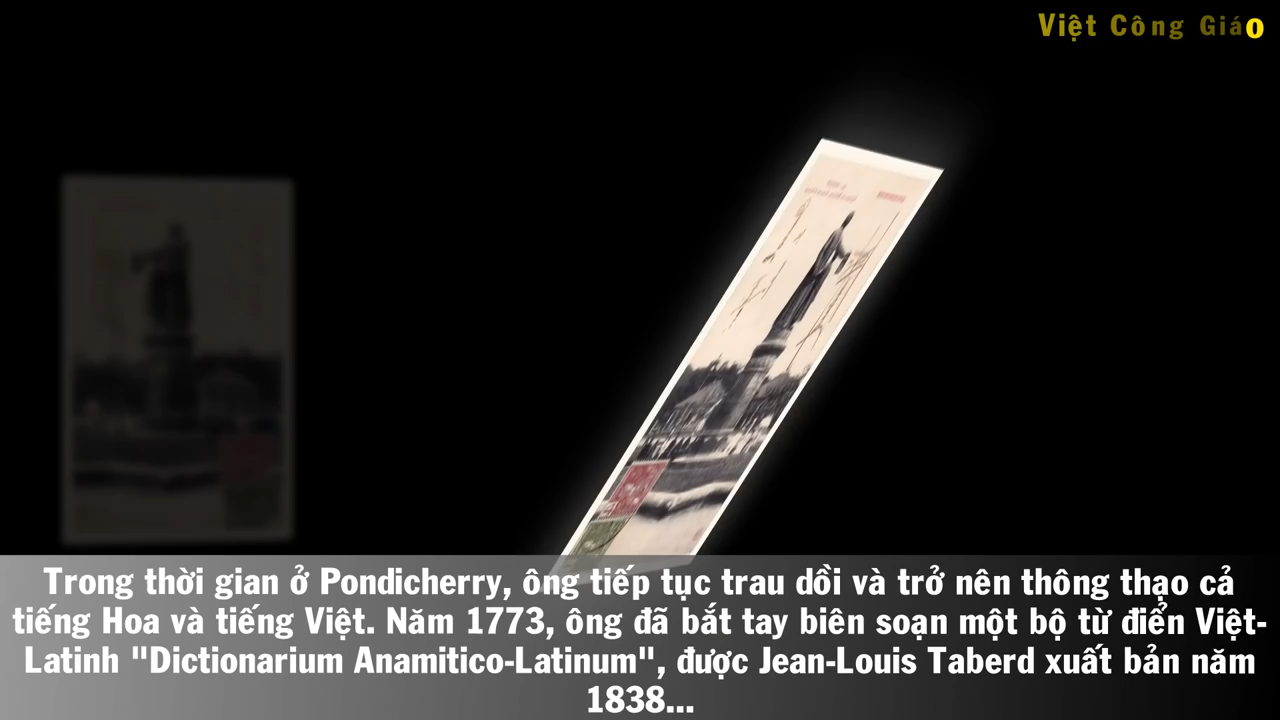 Việt Công Giáo
Trong thời gian ở Pondicherry, ông tiếp tục trau dồi và trở nên thông thạo cả
tiếng Hoa và tiếng Việt. Năm 1773, ông đã bắt tay biên soạn một bộ từ điển Việt-
Latinh "Dictionarium Anamitico-Latinum", được Jean-Louis Taberd xuất bản năm
1838...